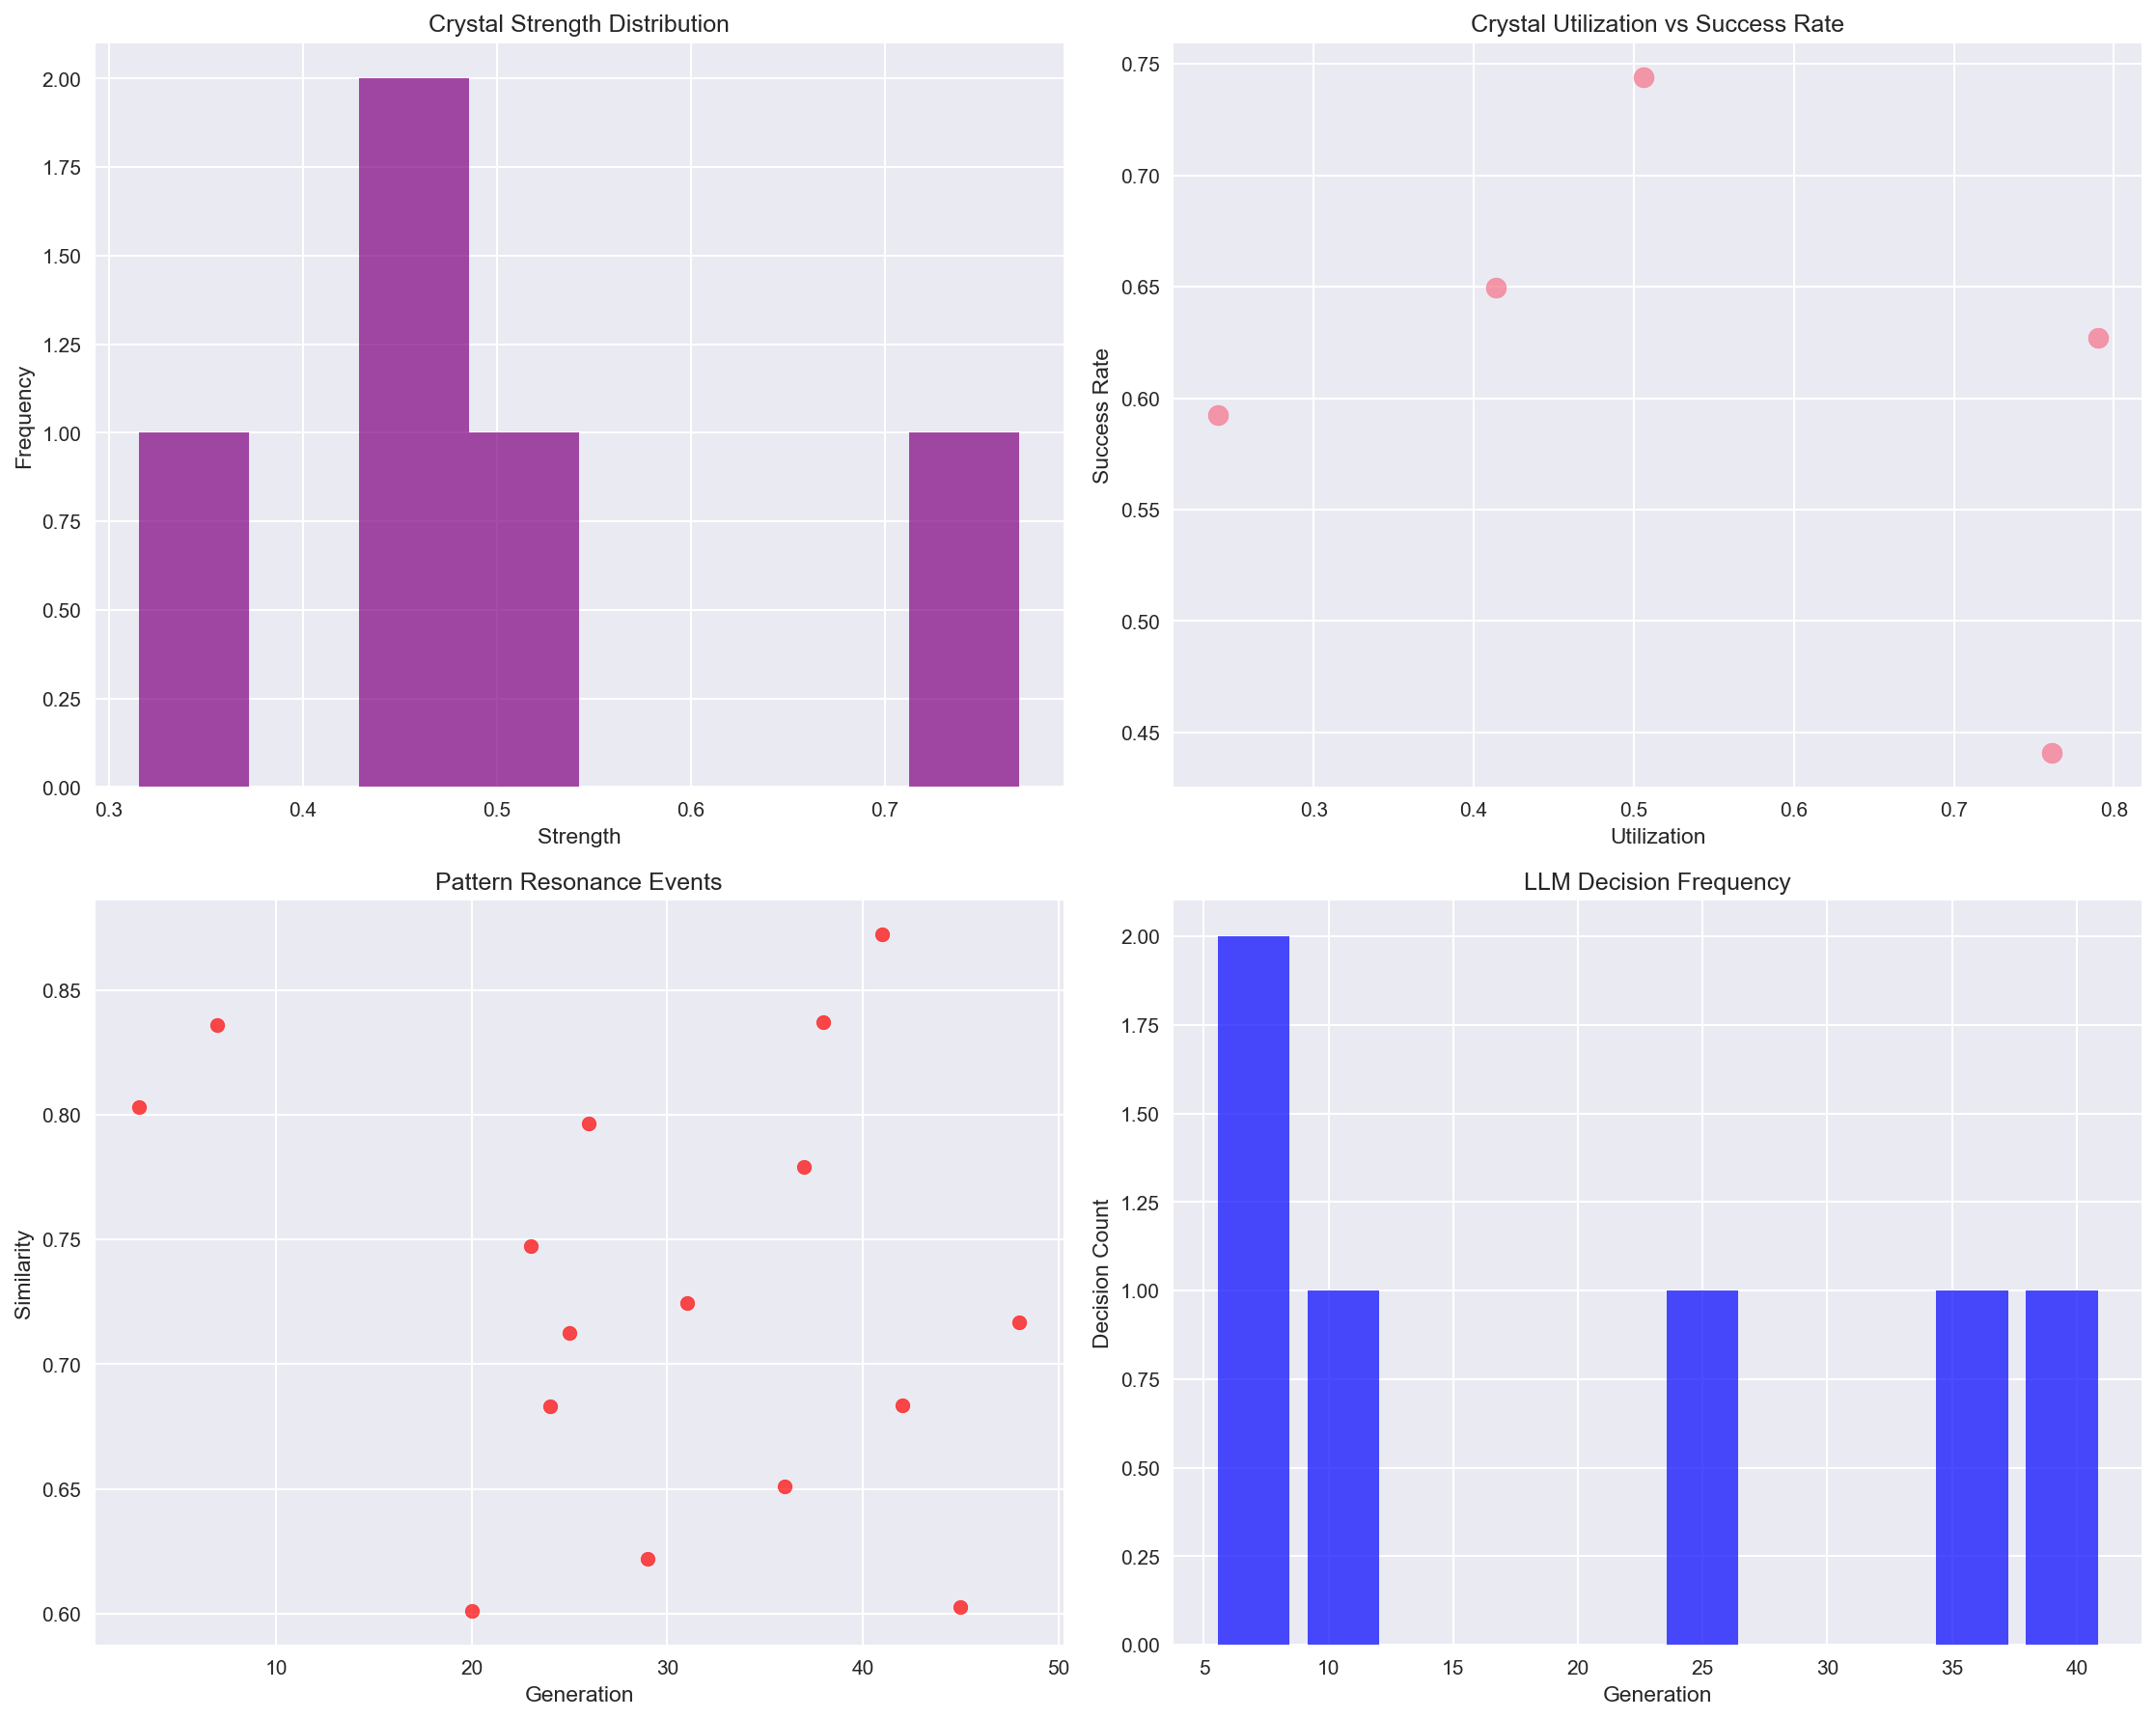 Crystal Strength Distribution
2.00
1.75
1.50
1.25
1.00
0.75
0.50
0.25
0.00
Frequency
0.3 0.4 0.5 0.6 0.7
Strength
Crystal Utilization vs Success Rate
0.75
0.70
0.65
0.60
0.55
0.50
0.45
Success Rate
0.3 0.4 0.5 0.6 0.7 0.8
Utilization
Pattern Resonance Events
0.85
0.80
0.75
0.70
0.65
0.60
Similarity
10 20 30 40 50
Generation
LLM Decision Frequency
2.00
1.75
1.50
1.25
1.00
0.75
0.50
0.25
0.00
Decision Count
5 10 15 20 25 30 35 40
Generation